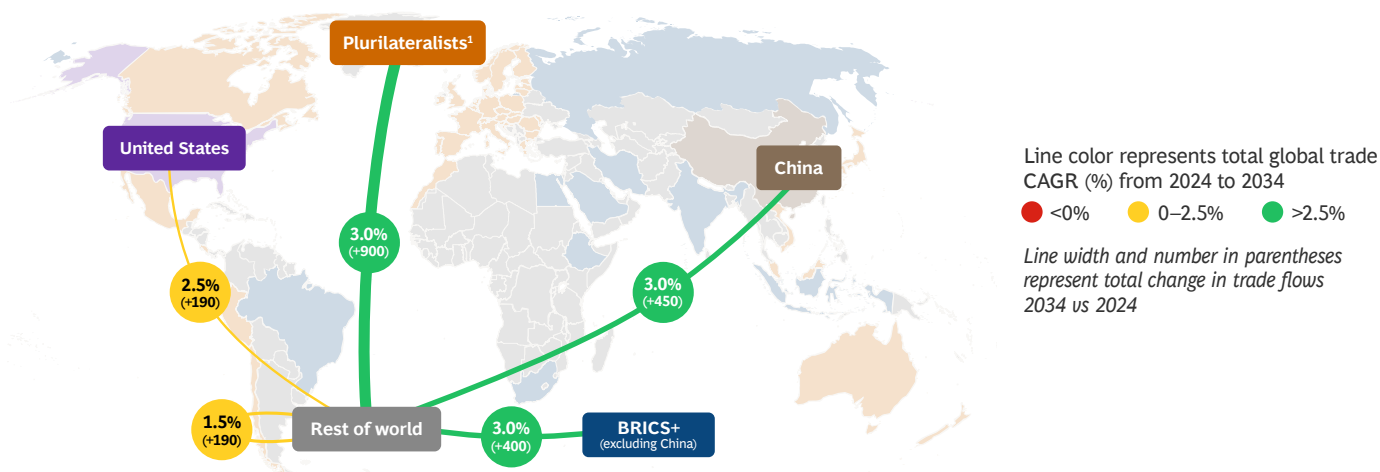 Plurilateralists¹
United States
China
3.0%
(+900)
2.5%
(+190)
3.0%
(+450)
1.5%
(+190)
Rest of world
3.0%
(+400)
BRICS+
(excluding China)
Line color represents total global trade
CAGR (%) from 2024 to 2034
<0%
0–2.5%
>2.5%
Line width and number in parentheses
represent total change in trade flows
2034 vs 2024